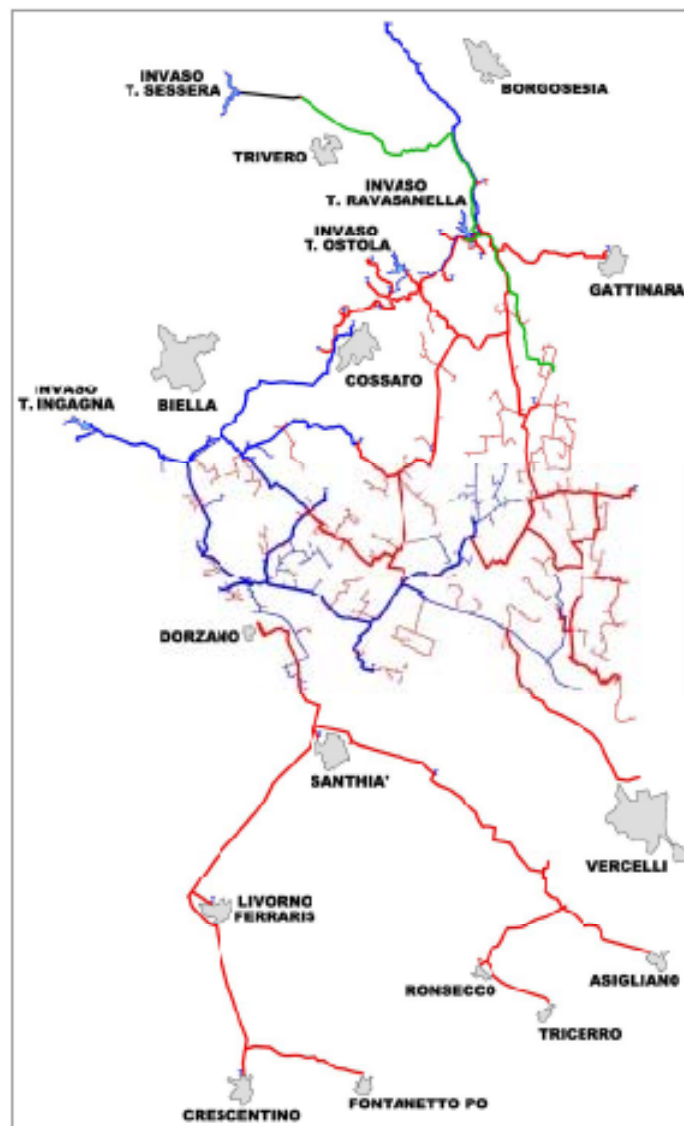 BORGOSESIA
INVASO
T. SESSERA
TRIVERO
INVASO
T. RAVASANELLA
INVASO
T. OSTOLA
GATTINARA
COSSATO
BIELLA
INVASO
T. INGAGNA
DORZANO
SANTHIA'
VERCELLI
LIVORNO
FERRARIS
RONSECCO
ASIGLIANO
TRICERRO
CRESCENTINO
FONTANETTO PO